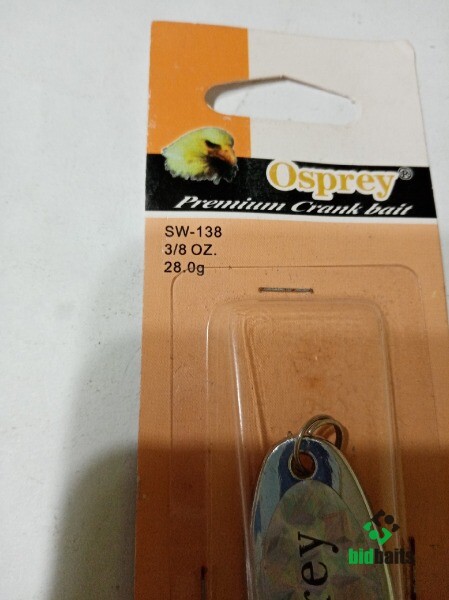 Osprey®
Premium Crank bait
SW-138
3/8 OZ.
28.0g
rey
bidbaits